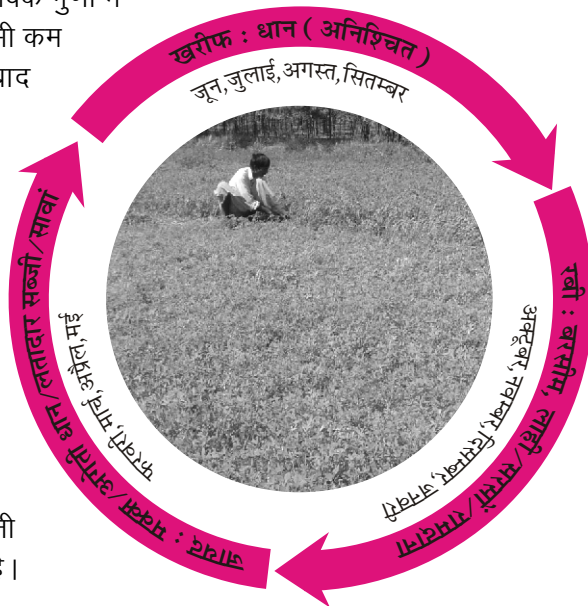 नी कम
खरीफ : धान ( अनिश्चित )
जून,जुलाई,अगस्त,सितम्बर
रबी : बरसीम, लाही/सरसों/रामदाना
अक्टूबर, नवम्बर, दिसम्बर, जनवरी
जायद : मक्का/अगेती धान/लतादार सब्जी/सावां
फरवरी,मार्च,अप्रैल,मई
है।